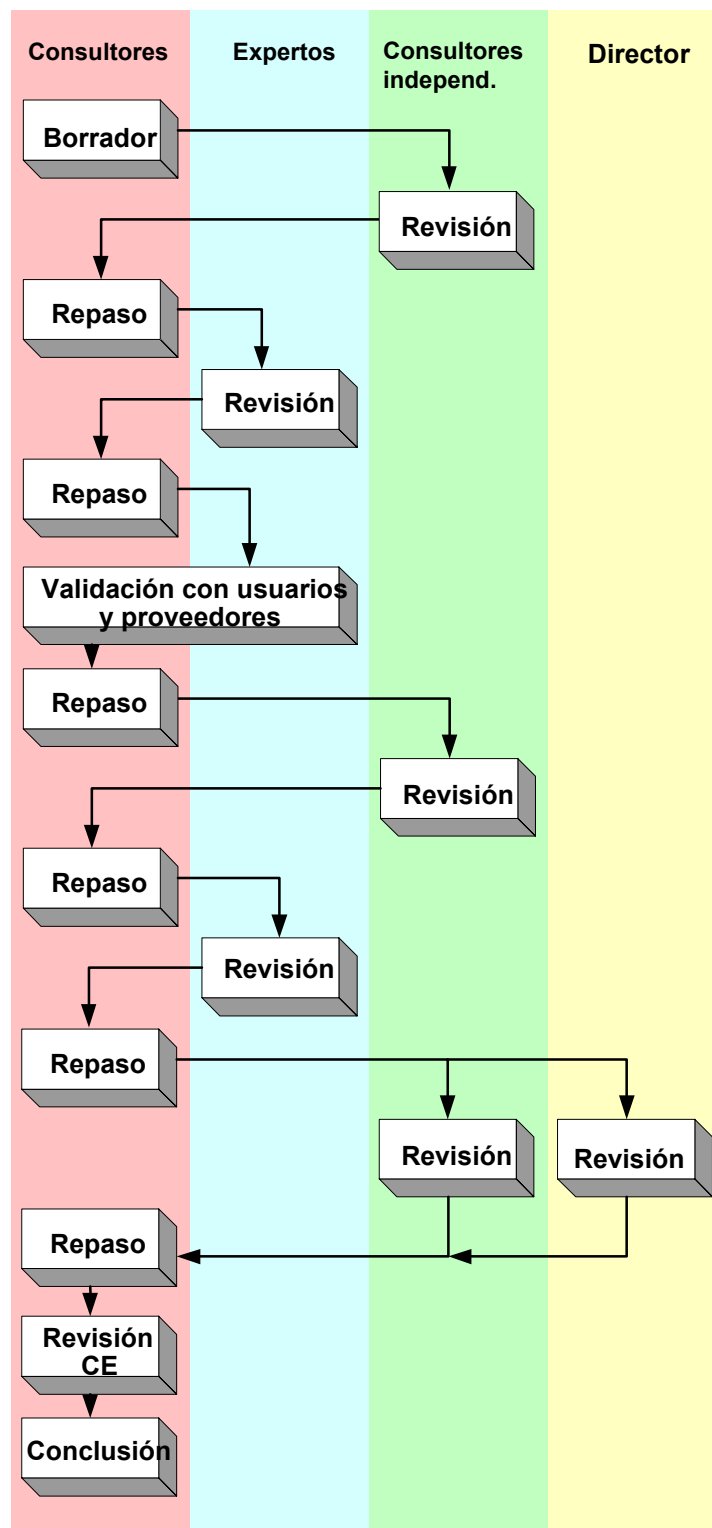 Consultores
Expertos
Consultores
independ.
Director
Borrador
Revisión
Repaso
Revisión
Repaso
Validación con usuarios
y proveedores
Repaso
Revisión
Repaso
Revisión
Repaso
Revisión
Revisión
Repaso
Revisión
CE
Conclusión